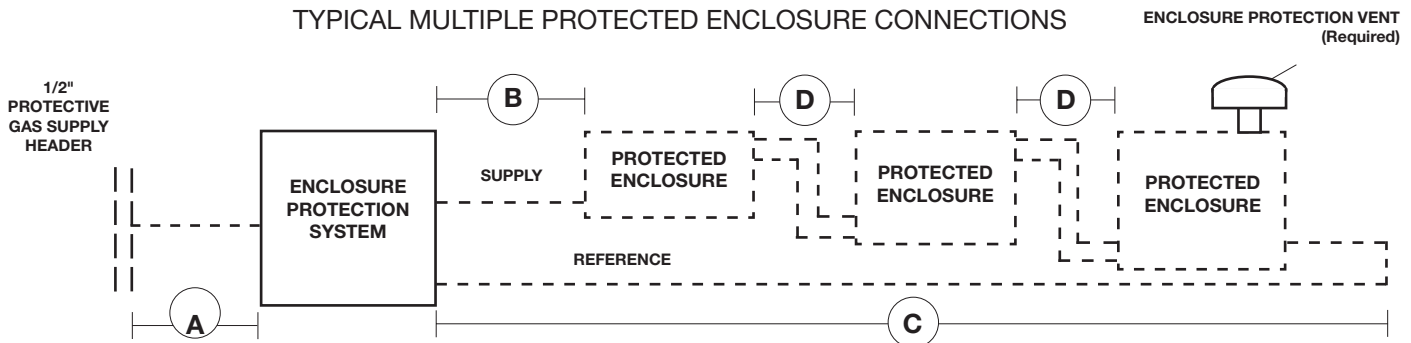 TYPICAL MULTIPLE PROTECTED ENCLOSURE CONNECTIONS
ENCLOSURE PROTECTION VENT
(Required)
1/2"
PROTECTIVE
GAS SUPPLY
HEADER
B
D
D
ENCLOSURE
PROTECTION
SYSTEM
SUPPLY
PROTECTED
ENCLOSURE
PROTECTED
ENCLOSURE
PROTECTED
ENCLOSURE
REFERENCE
A
C